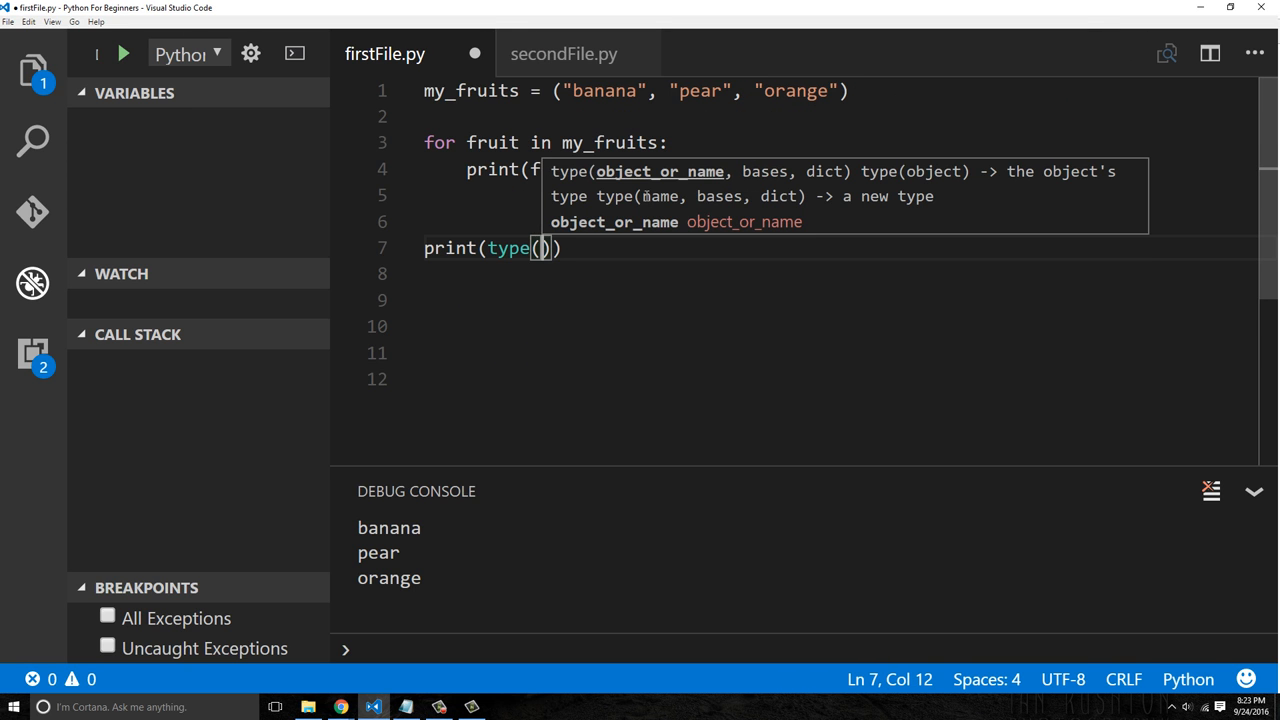 ● firstFile.py - Python For Beginners - Visual Studio Code
File Edit View Go Help
Python
firstFile.py
secondFile.py
VARIABLES
WATCH
CALL STACK
BREAKPOINTS
All Exceptions
Uncaught Exceptions
1
2
1 my_fruits = ("banana", "pear", "orange")
2
3 for fruit in my_fruits:
4 print(f
type(object_or_name, bases, dict) type(object) -> the object's
5
type type(name, bases, dict) -> a new type
6
object_or_name object_or_name
7 print(type())
8
9
10
11
12
DEBUG CONSOLE
banana
pear
orange
›
0 0
Ln 7, Col 12 Spaces: 4 UTF-8 CRLF Python
I'm Cortana. Ask me anything.
8:23 PM
9/24/2016